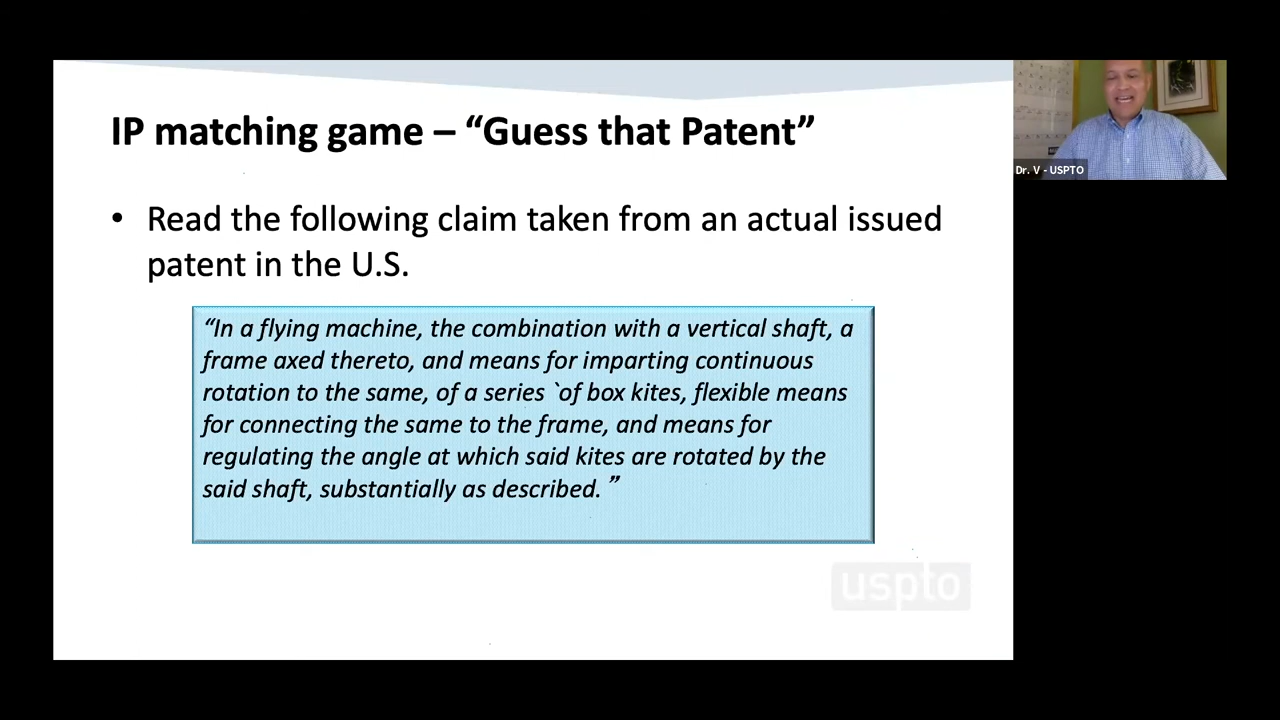 IP matching game – “Guess that Patent”
• Read the following claim taken from an actual issued
patent in the U.S.
“In a flying machine, the combination with a vertical shaft, a
frame axed thereto, and means for imparting continuous
rotation to the same, of a series `of box kites, flexible means
for connecting the same to the frame, and means for
regulating the angle at which said kites are rotated by the
said shaft, substantially as described. ”
uspto
Dr. V - USPTO